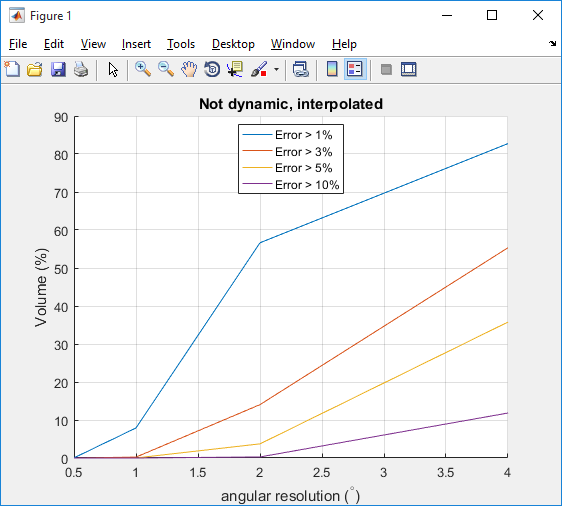 Figure 1
File Edit View Insert Tools Desktop Window Help
Not dynamic, interpolated
Error > 1%
Error > 3%
Error > 5%
Error > 10%
Volume (%)
90
80
70
60
50
40
30
20
10
0
0.5 1 1.5 2 2.5 3 3.5 4
angular resolution (°)